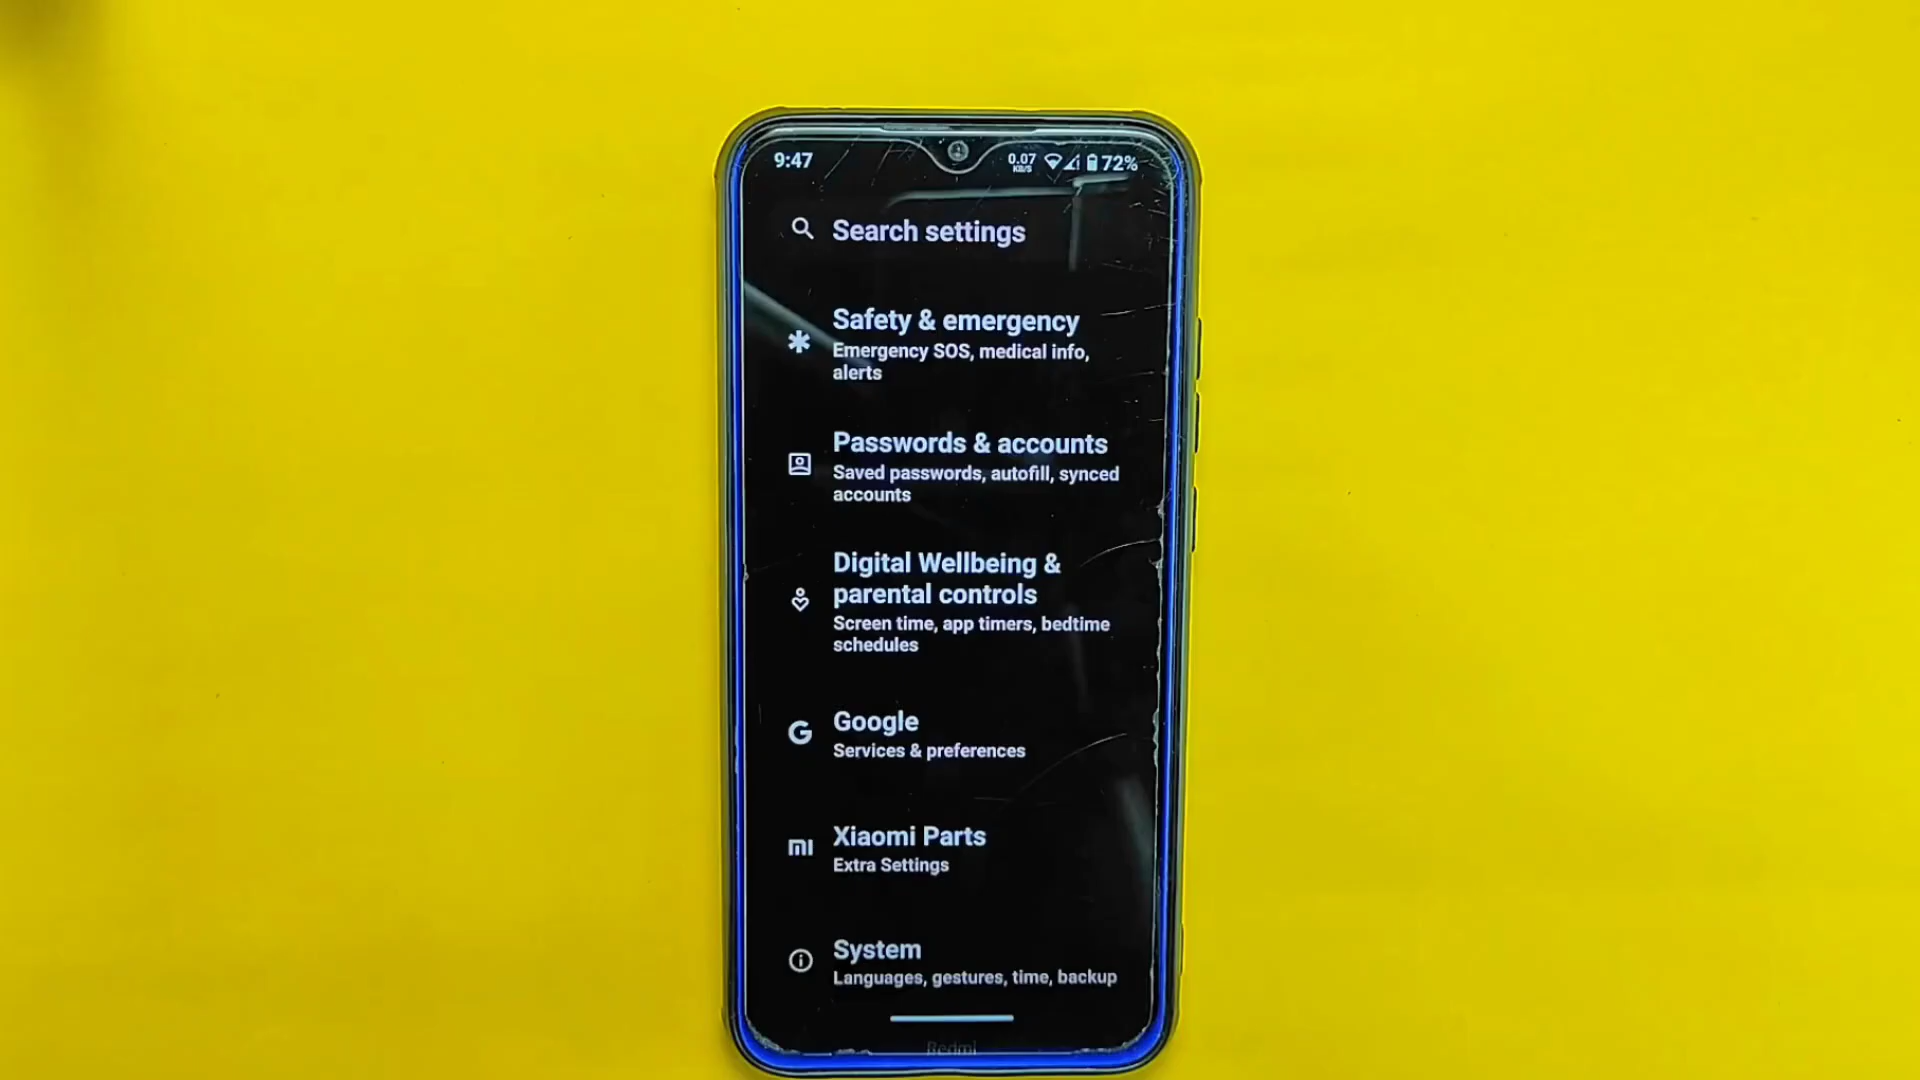 9:47
0.07
KB/S
72%
Search settings
Safety & emergency
Emergency SOS, medical info,
alerts
Passwords & accounts
Saved passwords, autofill, synced
accounts
Digital Wellbeing &
parental controls
Screen time, app timers, bedtime
schedules
Google
Services & preferences
Xiaomi Parts
Extra Settings
System
Languages, gestures, time, backup
Redmi